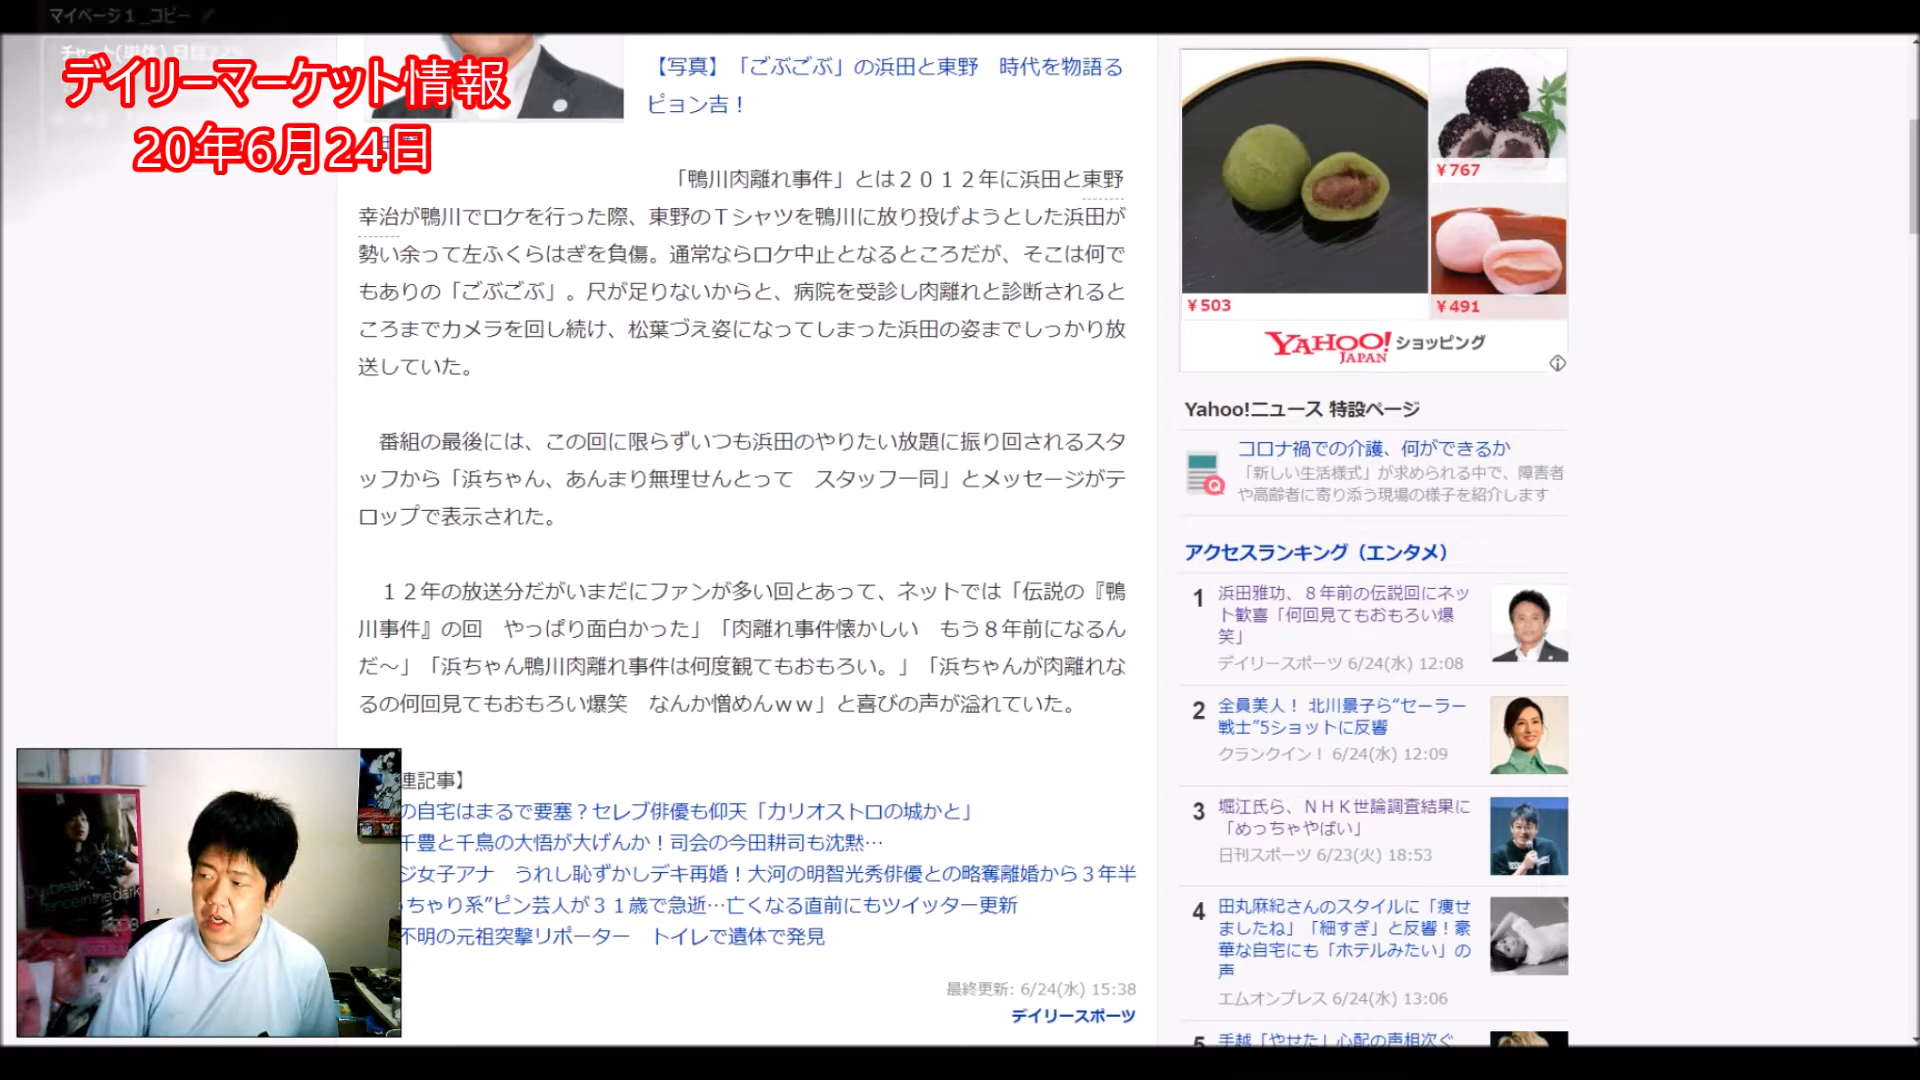 マイページ１_コピー
デイリーマーケット情報
20年6月24日
【写真】「ごぶごぶ」の浜田と東野　時代を物語る
ピョン吉！
「鴨川肉離れ事件」とは２０１２年に浜田と東野
幸治が鴨川でロケを行った際、東野のＴシャツを鴨川に放り投げようとした浜田が
勢い余って左ふくらはぎを負傷。通常ならロケ中止となるところだが、そこは何で
もありの「ごぶごぶ」。尺が足りないからと、病院を受診し肉離れと診断されると
ころまでカメラを回し続け、松葉づえ姿になってしまった浜田の姿までしっかり放
送していた。
番組の最後には、この回に限らずいつも浜田のやりたい放題に振り回されるスタ
ッフから「浜ちゃん、あんまり無理せんとって　スタッフ一同」とメッセージがテ
ロップで表示された。
１２年の放送分だがいまだにファンが多い回とあって、ネットでは「伝説の『鴨
川事件』の回　やっぱり面白かった」「肉離れ事件懐かしい　もう８年前になるん
だ～」「浜ちゃん鴨川肉離れ事件は何度観てもおもろい。」「浜ちゃんが肉離れな
るの何回見てもおもろい爆笑　なんか憎めんｗｗ」と喜びの声が溢れていた。
連記事】
の自宅はまるで要塞？セレブ俳優も仰天「カリオストロの城かと」
千豊と千鳥の大悟が大げんか！司会の今田耕司も沈黙…
ジ女子アナ　うれし恥ずかしデキ再婚！大河の明智光秀俳優との略奪離婚から３年半
ちゃり系”ピン芸人が３１歳で急逝…亡くなる直前にもツイッター更新
不明の元祖突撃リポーター　トイレで遺体で発見
最終更新: 6/24(水) 15:38
デイリースポーツ
¥503
¥767
¥491
YAHOO! JAPAN ショッピング
Yahoo!ニュース 特設ページ
コロナ禍での介護、何ができるか
「新しい生活様式」が求められる中で、障害者
や高齢者に寄り添う現場の様子を紹介します
アクセスランキング（エンタメ）
1 浜田雅功、８年前の伝説回にネッ
ト歓喜「何回見てもおもろい爆
笑」
デイリースポーツ 6/24(水) 12:08
2 全員美人！ 北川景子ら“セーラー
戦士”5ショットに反響
クランクイン！ 6/24(水) 12:09
3 堀江氏ら、ＮＨＫ世論調査結果に
「めっちゃやばい」
日刊スポーツ 6/23(火) 18:53
4 田丸麻紀さんのスタイルに「痩せ
ましたね」「細すぎ」と反響！豪
華な自宅にも「ホテルみたい」の
声
エムオンプレス 6/24(水) 13:06
5 手越「やせた」心配の声相次ぐ